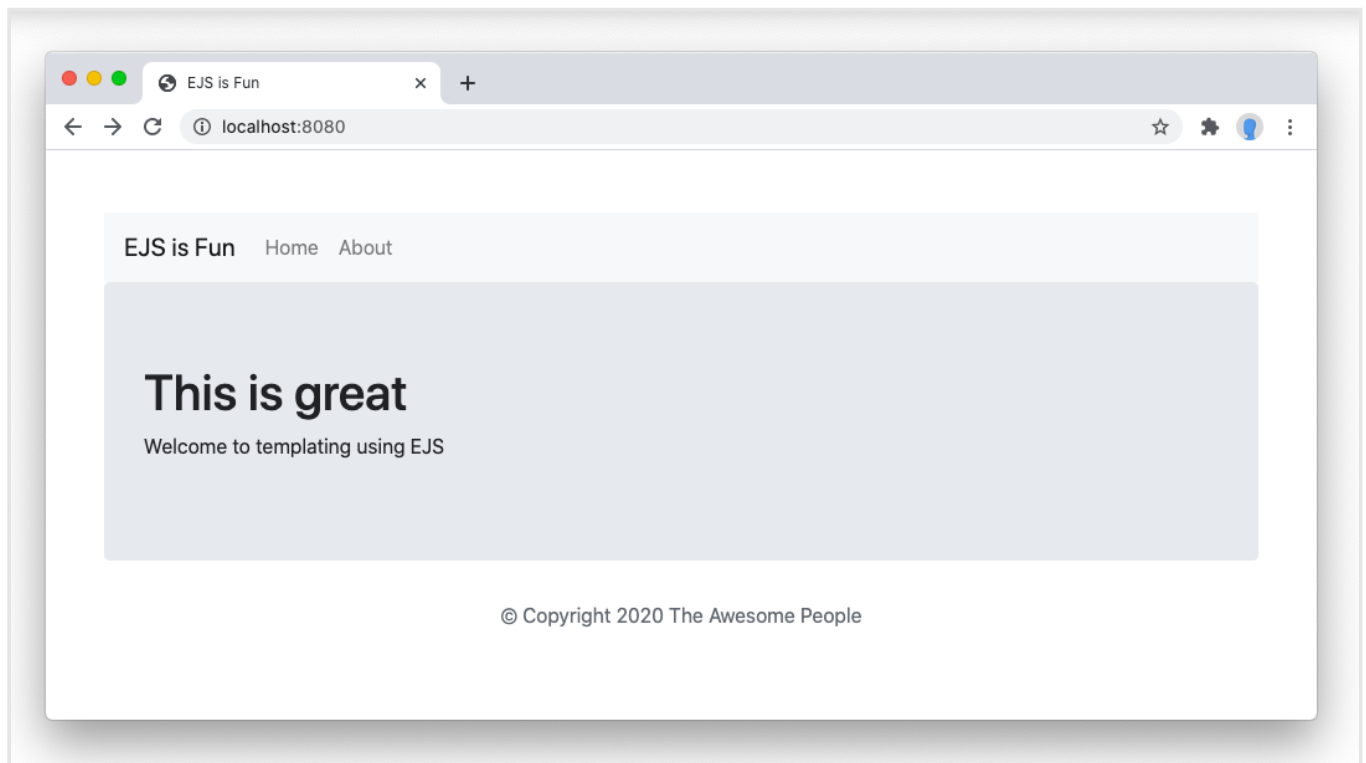 EJS is Fun
localhost:8080
EJS is Fun Home About
This is great
Welcome to templating using EJS
© Copyright 2020 The Awesome People